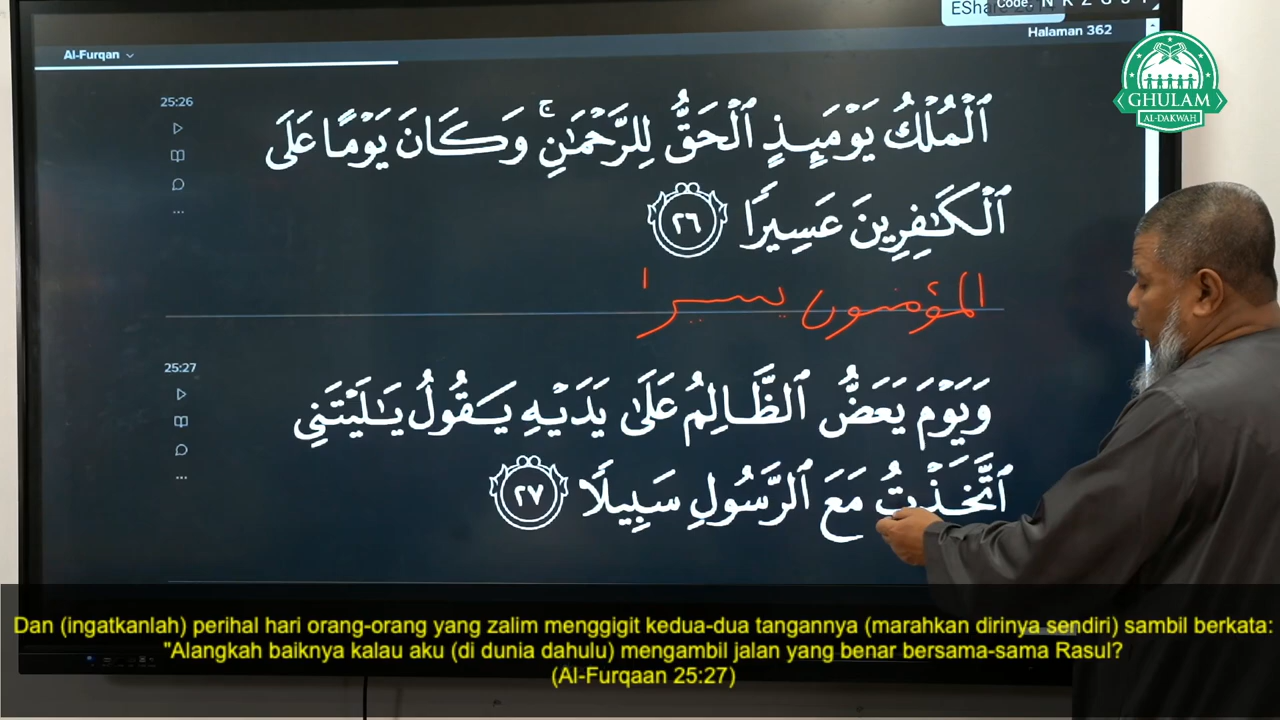 EShare
Code:
Halaman 362
Al-Furqan
GHULAM
AL-DAKWAH
25:26
ٱلْمُلْكُ يَوْمَئِذٍ ٱلْحَقُّ لِلرَّحْمَٰنِ ۚ وَكَانَ يَوْمًا عَلَى
ٱلْكَٰفِرِينَ عَسِيرًا ٢٦
المؤمنون يسيرا
25:27
وَيَوْمَ يَعَضُّ ٱلظَّالِمُ عَلَىٰ يَدَيْهِ يَقُولُ يَٰلَيْتَنِى
ٱتَّخَذْتُ مَعَ ٱلرَّسُولِ سَبِيلًا ٢٧
Dan (ingatkanlah) perihal hari orang-orang yang zalim menggigit kedua-dua tangannya (marahkan dirinya sendiri) sambil berkata:
"Alangkah baiknya kalau aku (di dunia dahulu) mengambil jalan yang benar bersama-sama Rasul?
(Al-Furqaan 25:27)